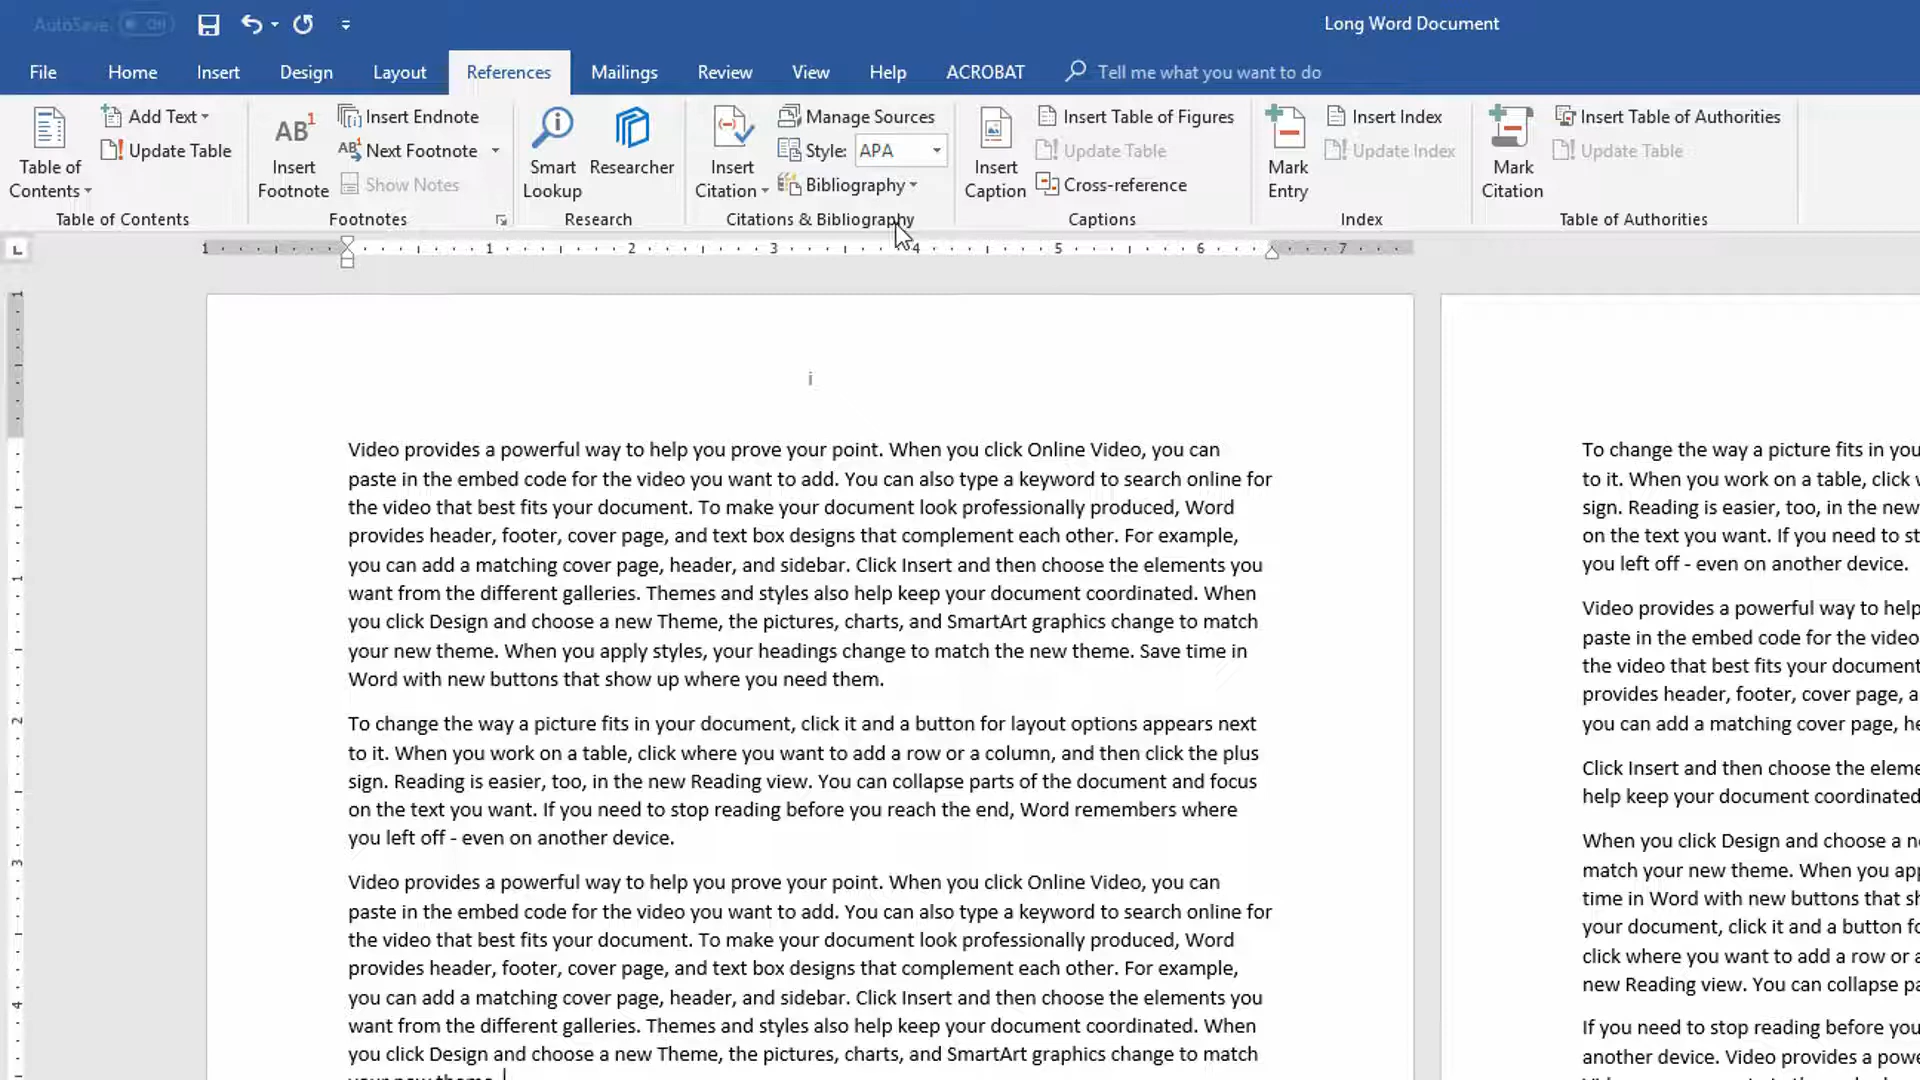 AutoSave Off
Long Word Document
File Home Insert Design Layout References Mailings Review View Help ACROBAT Tell me what you want to do
Table of Contents
Add Text
Update Table
Table of Contents
AB1 Insert Footnote
Insert Endnote
AB1 Next Footnote
Show Notes
Footnotes
Smart Lookup
Researcher
Research
Insert Citation
Manage Sources
Style: APA
Bibliography
Citations & Bibliography
Insert Caption
Insert Table of Figures
Update Table
Cross-reference
Captions
Mark Entry
Insert Index
Update Index
Index
Mark Citation
Insert Table of Authorities
Update Table
Table of Authorities
1 1 2 3 4 5 6 7
1
1
2
3
4
i
Video provides a powerful way to help you prove your point. When you click Online Video, you can
paste in the embed code for the video you want to add. You can also type a keyword to search online for
the video that best fits your document. To make your document look professionally produced, Word
provides header, footer, cover page, and text box designs that complement each other. For example,
you can add a matching cover page, header, and sidebar. Click Insert and then choose the elements you
want from the different galleries. Themes and styles also help keep your document coordinated. When
you click Design and choose a new Theme, the pictures, charts, and SmartArt graphics change to match
your new theme. When you apply styles, your headings change to match the new theme. Save time in
Word with new buttons that show up where you need them.
To change the way a picture fits in your document, click it and a button for layout options appears next
to it. When you work on a table, click where you want to add a row or a column, and then click the plus
sign. Reading is easier, too, in the new Reading view. You can collapse parts of the document and focus
on the text you want. If you need to stop reading before you reach the end, Word remembers where
you left off - even on another device.
Video provides a powerful way to help you prove your point. When you click Online Video, you can
paste in the embed code for the video you want to add. You can also type a keyword to search online for
the video that best fits your document. To make your document look professionally produced, Word
provides header, footer, cover page, and text box designs that complement each other. For example,
you can add a matching cover page, header, and sidebar. Click Insert and then choose the elements you
want from the different galleries. Themes and styles also help keep your document coordinated. When
you click Design and choose a new Theme, the pictures, charts, and SmartArt graphics change to match
your new theme.
To change the way a picture fits in you
to it. When you work on a table, click
sign. Reading is easier, too, in the new
on the text you want. If you need to st
you left off - even on another device.
Video provides a powerful way to help
paste in the embed code for the video
the video that best fits your document
provides header, footer, cover page, a
you can add a matching cover page, he
Click Insert and then choose the eleme
help keep your document coordinated
When you click Design and choose a n
match your new theme. When you app
time in Word with new buttons that sh
your document, click it and a button fo
click where you want to add a row or a
new Reading view. You can collapse pa
If you need to stop reading before you
another device. Video provides a powe